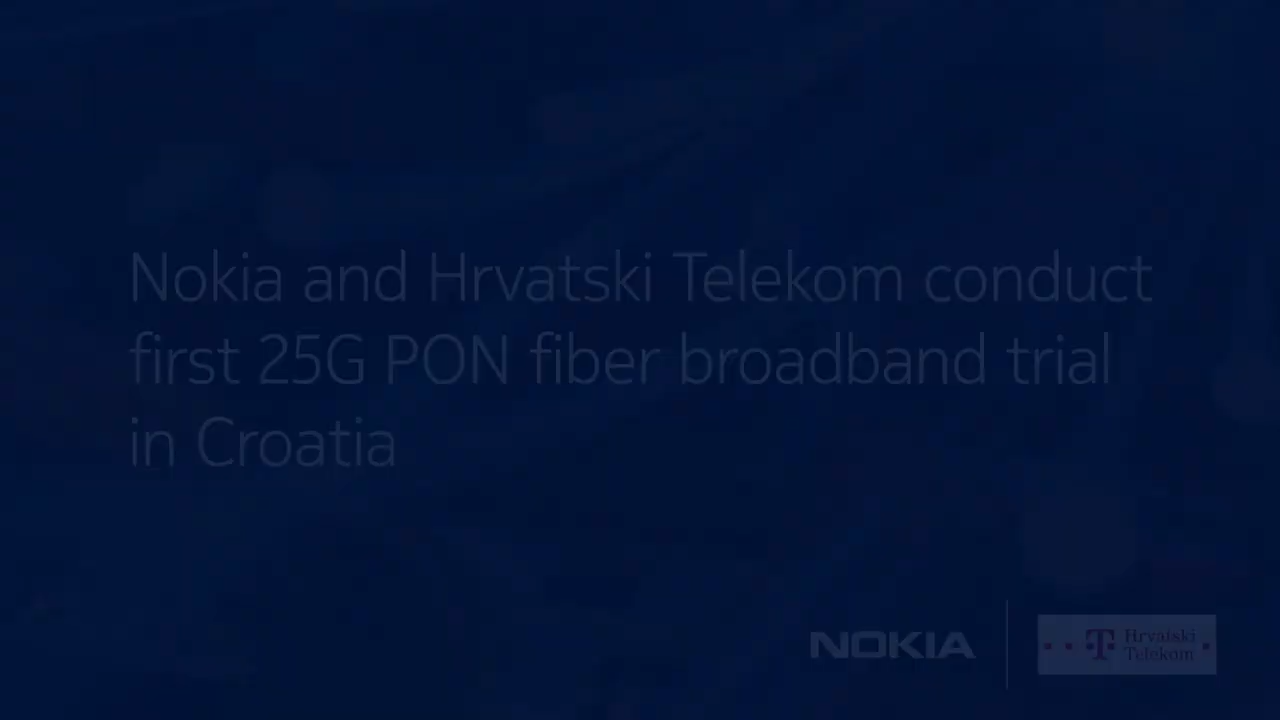 Nokia and Hrvatski Telekom conduct
first 25G PON fiber broadband trial
in Croatia
NOKIA
T Hrvatski
Telekom